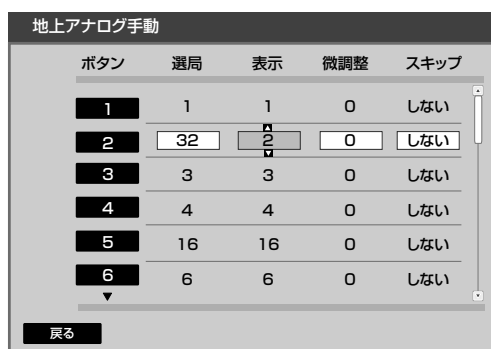 地上アナログ手動
ボタン 選局 表示 微調整 スキップ
1 1 1 0 しない
2 32 2 0 しない
3 3 3 0 しない
4 4 4 0 しない
5 16 16 0 しない
6 6 6 0 しない
戻る